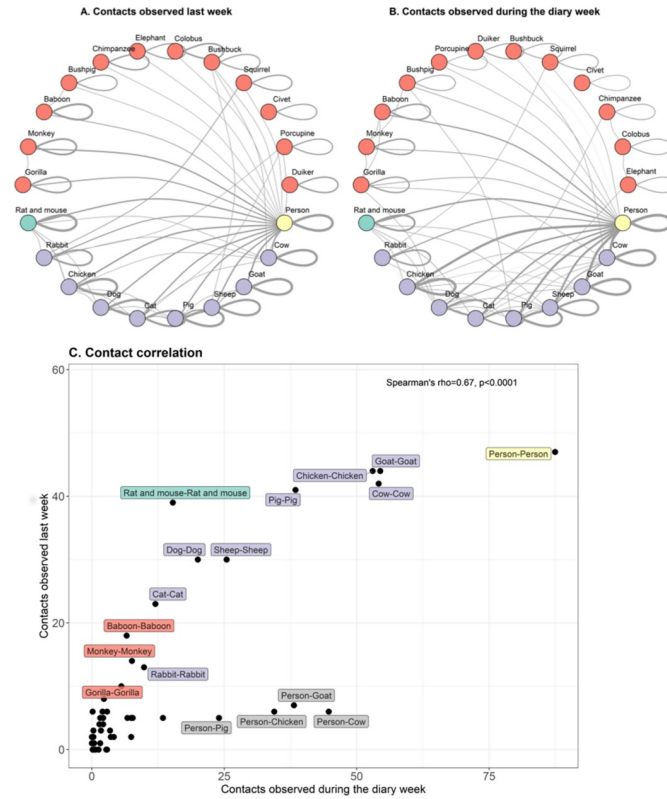 A. Contacts observed last week
Elephant
Colobus
Chimpanzee
Bushbuck
Bushpig
Squirrel
Baboon
Civet
Monkey
Porcupine
Gorilla
Duiker
Rat and mouse
Person
Rabbit
Cow
Chicken
Goat
Dog
Sheep
Cat
Pig
B. Contacts observed during the diary week
Duiker
Bushbuck
Porcupine
Squirrel
Bushpig
Civet
Baboon
Chimpanzee
Monkey
Colobus
Gorilla
Elephant
Rat and mouse
Person
Rabbit
Cow
Chicken
Goat
Dog
Sheep
Cat
Pig
C. Contact correlation
Spearman's rho=0.67, p<0.0001
Contacts observed last week
60
40
20
0
Person-Person
Goat-Goat
Chicken-Chicken
Cow-Cow
Pig-Pig
Rat and mouse-Rat and mouse
Dog-Dog
Sheep-Sheep
Cat-Cat
Baboon-Baboon
Monkey-Monkey
Rabbit-Rabbit
Gorilla-Gorilla
Person-Goat
Person-Chicken
Person-Cow
Person-Pig
0
25
50
75
Contacts observed during the diary week